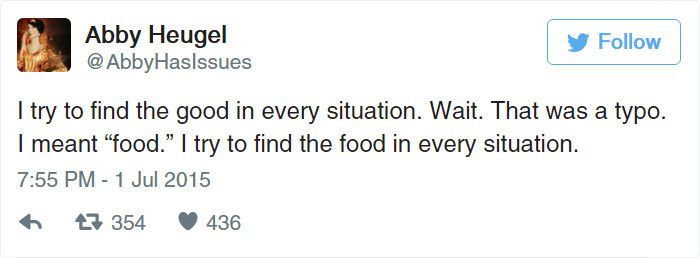 Abby Heugel
@AbbyHasIssues
Follow
I try to find the good in every situation. Wait. That was a typo.
I meant “food.” I try to find the food in every situation.
7:55 PM - 1 Jul 2015
354 436